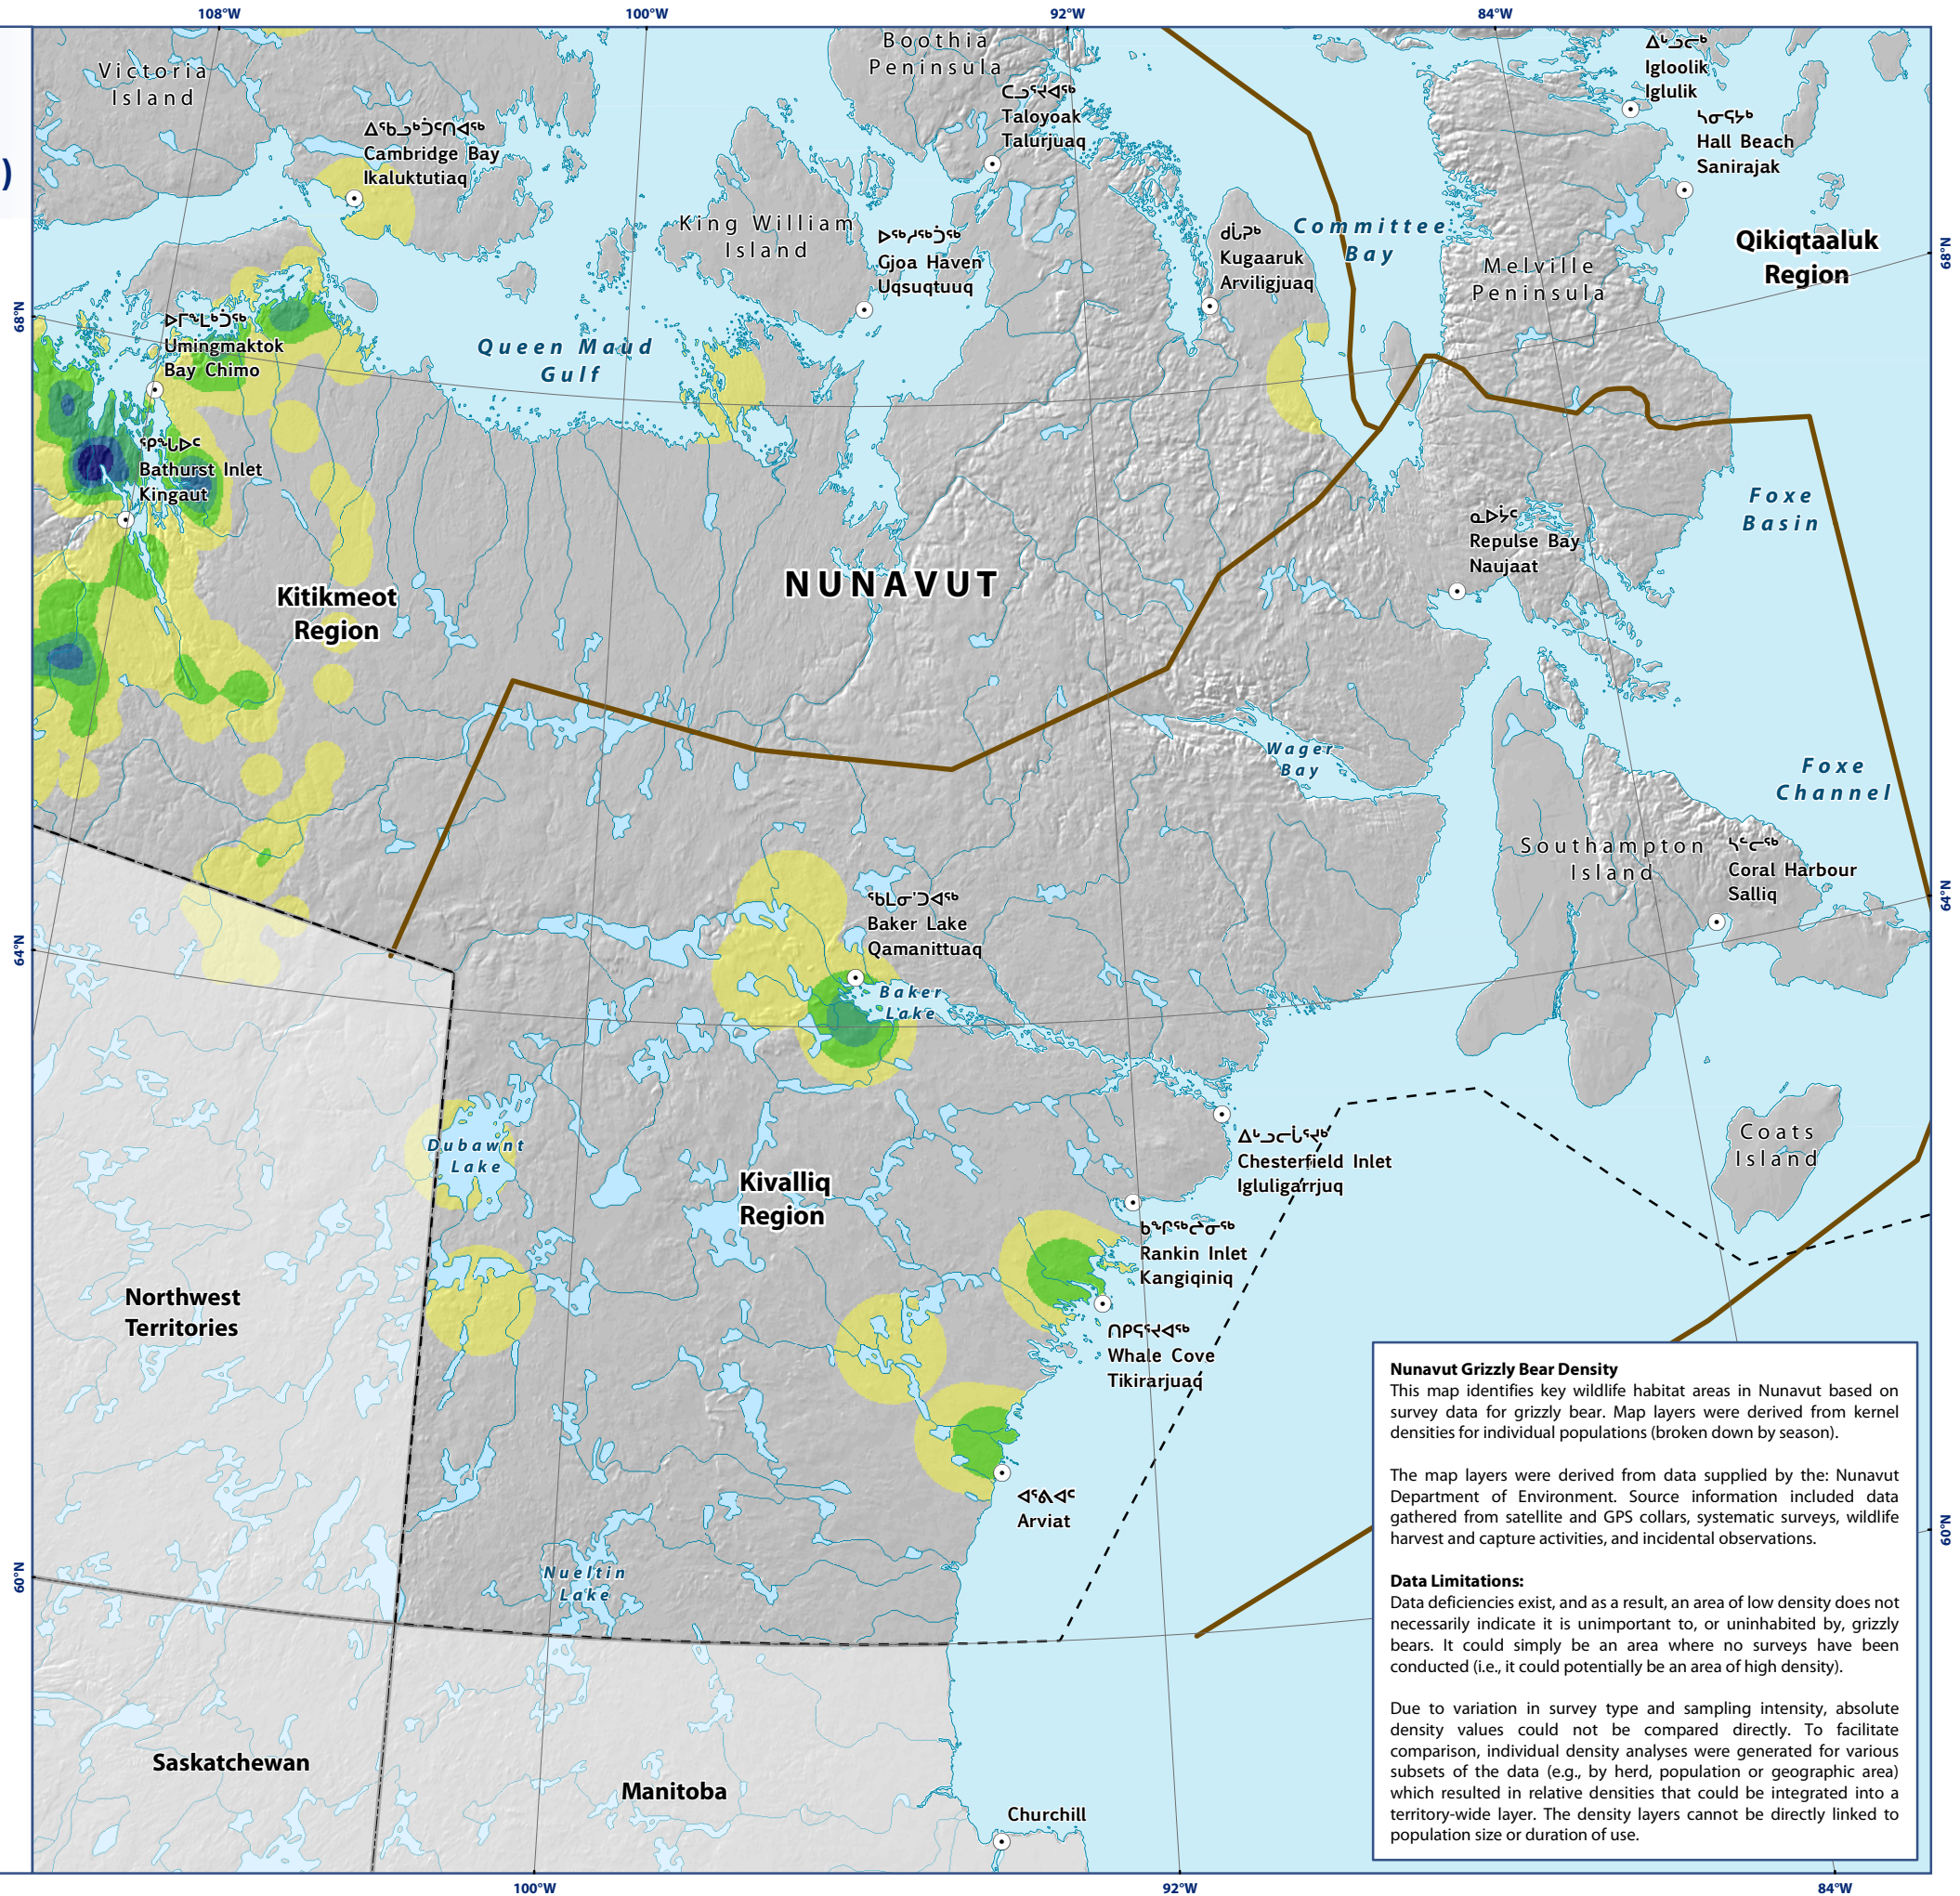 108°W
100°W
92°W
84°W
)
Victoria
Island
Boothia
Peninsula
ᐃᒡᓗᓕᒃ
Igloolik
Iglulik
ᑕᓗᕐᔪᐊᖅ
Taloyoak
Talurjuaq
ᓴᓂᕋᔭᒃ
Hall Beach
Sanirajak
ᐃᖃᓗᒃᑑᑦᑎᐊᖅ
Cambridge Bay
Ikaluktutiaq
King William
Island
ᐅᖅᓱᖅᑑᖅ
Gjoa Haven
Uqsuqtuuq
ᑰᒑᕐᔪᒃ
Kugaaruk
Arviligjuaq
Committee
Bay
Melville
Peninsula
Qikiqtaaluk
Region
68°N
68°N
ᐅᒥᖕᒪᒃᑑᖅ
Umingmaktok
Bay Chimo
Queen Maud
Gulf
ᕿᙵᐅᑦ
Bathurst Inlet
Kingaut
Foxe
Basin
ᓇᐅᔮᑦ
Repulse Bay
Naujaat
NUNAVUT
Kitikmeot
Region
Wager
Bay
Foxe
Channel
Southampton
Island
ᓴᓪᓕᖅ
Coral Harbour
Salliq
64°N
64°N
ᖃᒪᓂ'ᑐᐊᖅ
Baker Lake
Qamanittuaq
Baker
Lake
Dubawnt
Lake
ᐃᒡᓗᓕᒑᕐᔪᒃ
Chesterfield Inlet
Igluligarrjuq
Coats
Island
Kivalliq
Region
ᑲᖏᖅᖠᓂᖅ
Rankin Inlet
Kangiqiniq
Northwest
Territories
ᑎᑭᕋᕐᔪᐊᖅ
Whale Cove
Tikirarjuaq
ᐊᕐᕕᐊᑦ
Arviat
60°N
60°N
Nueltin
Lake
Saskatchewan
Manitoba
Churchill
Nunavut Grizzly Bear Density
This map identifies key wildlife habitat areas in Nunavut based on
survey data for grizzly bear. Map layers were derived from kernel
densities for individual populations (broken down by season).
The map layers were derived from data supplied by the: Nunavut
Department of Environment. Source information included data
gathered from satellite and GPS collars, systematic surveys, wildlife
harvest and capture activities, and incidental observations.
Data Limitations:
Data deficiencies exist, and as a result, an area of low density does not
necessarily indicate it is unimportant to, or uninhabited by, grizzly
bears. It could simply be an area where no surveys have been
conducted (i.e., it could potentially be an area of high density).
Due to variation in survey type and sampling intensity, absolute
density values could not be compared directly. To facilitate
comparison, individual density analyses were generated for various
subsets of the data (e.g., by herd, population or geographic area)
which resulted in relative densities that could be integrated into a
territory-wide layer. The density layers cannot be directly linked to
population size or duration of use.
100°W
92°W
84°W